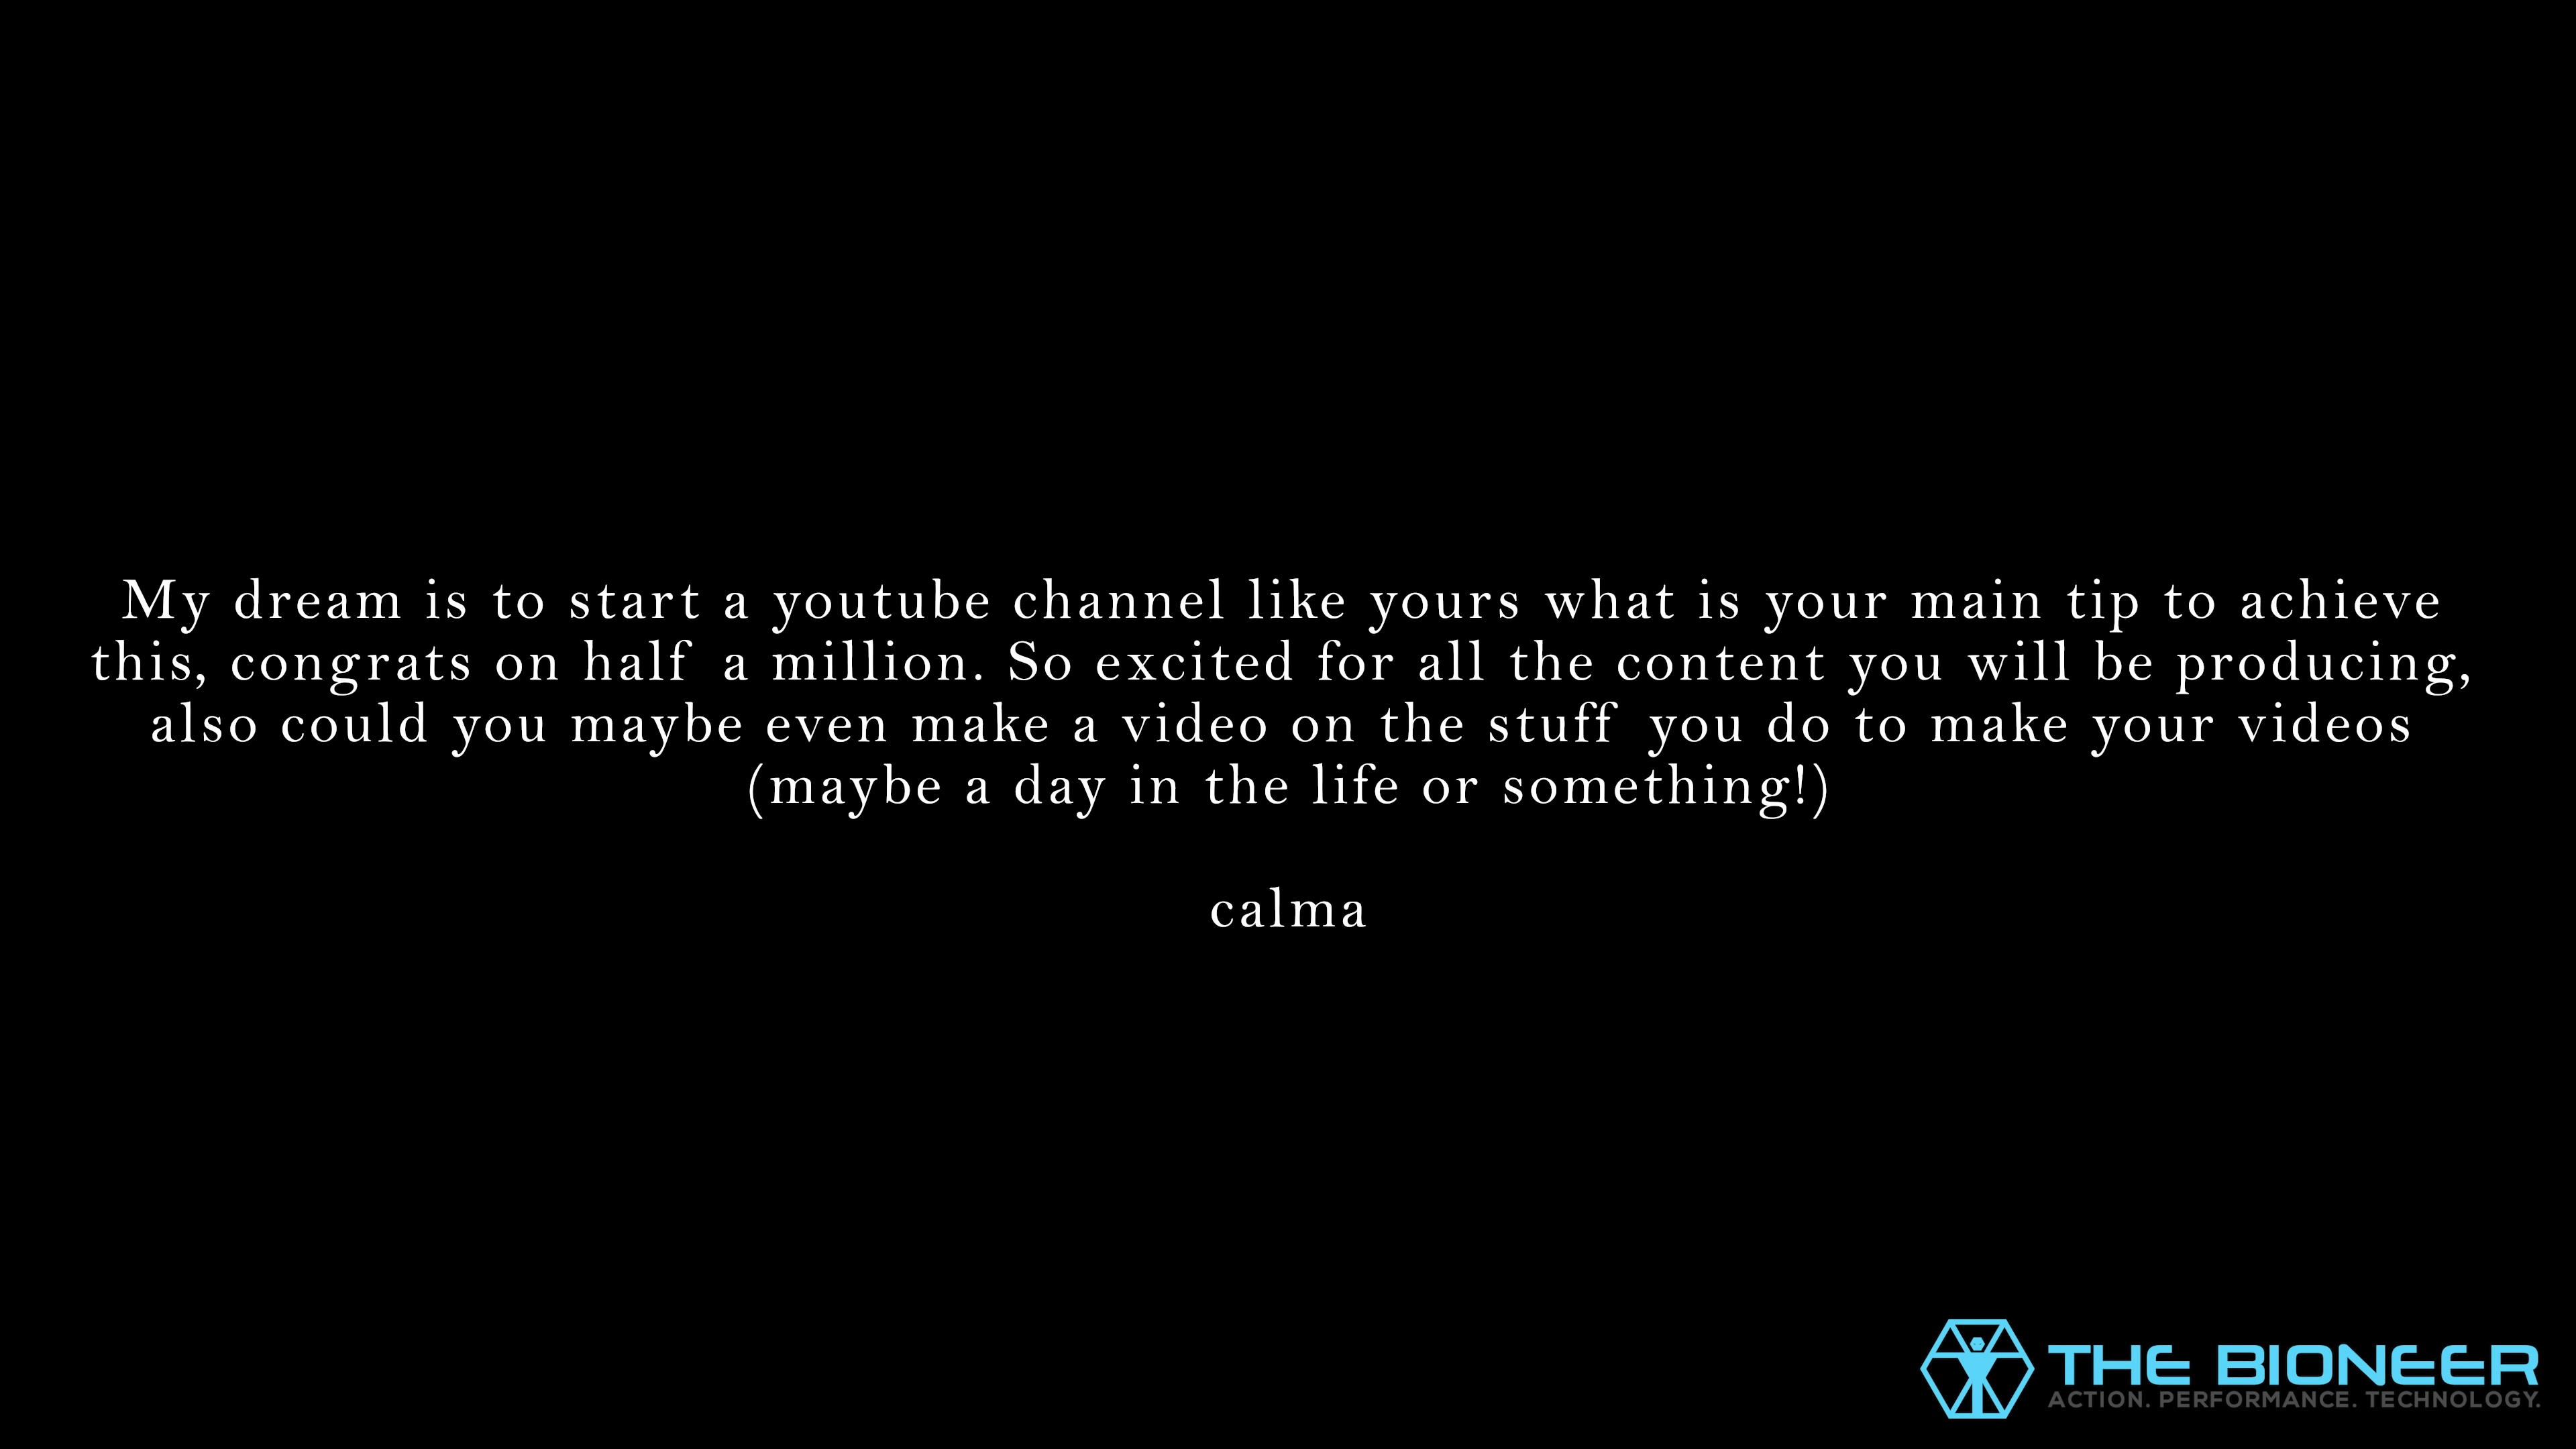 My dream is to start a youtube channel like yours what is your main tip to achieve
this, congrats on half a million. So excited for all the content you will be producing,
also could you maybe even make a video on the stuff you do to make your videos
(maybe a day in the life or something!)
calma
THE BIONEER
ACTION. PERFORMANCE. TECHNOLOGY.